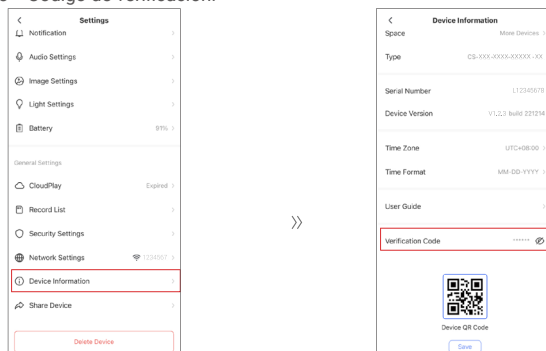 Código de verificación.
Settings
Notification
Audio Settings
Image Settings
Light Settings
Battery 91%
General Settings
CloudPlay Expired
Record List
Security Settings
Network Settings 1234567
Device Information
Share Device
Delete Device
Device Information
Space More Devices
Type CS-XXX-XXXX-XXXXX-XX
Serial Number L12345678
Device Version V1.2.3 build 221214
Time Zone UTC+08:00
Time Format MM-DD-YYYY
User Guide
Verification Code ******
Device QR Code
Save